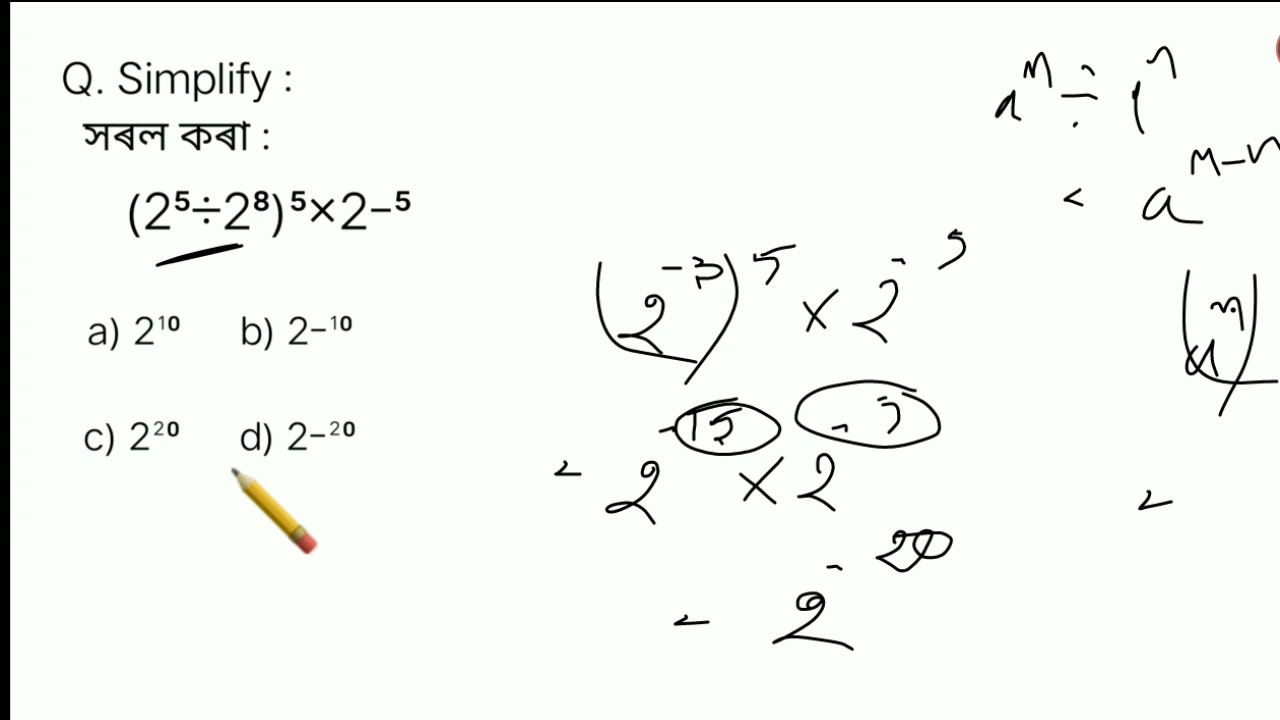 Q. Simplify :
সৰল কৰা :
(2⁵÷2⁸)⁵×2–⁵
a) 2¹⁰ b) 2–¹⁰
c) 2²⁰ d) 2–²⁰
aᵐ ÷
aᵐ⁻ⁿ
(2⁻³)⁵ × 2⁻⁵
= 2⁻¹⁵ × 2⁻⁵
= 2⁻²⁰